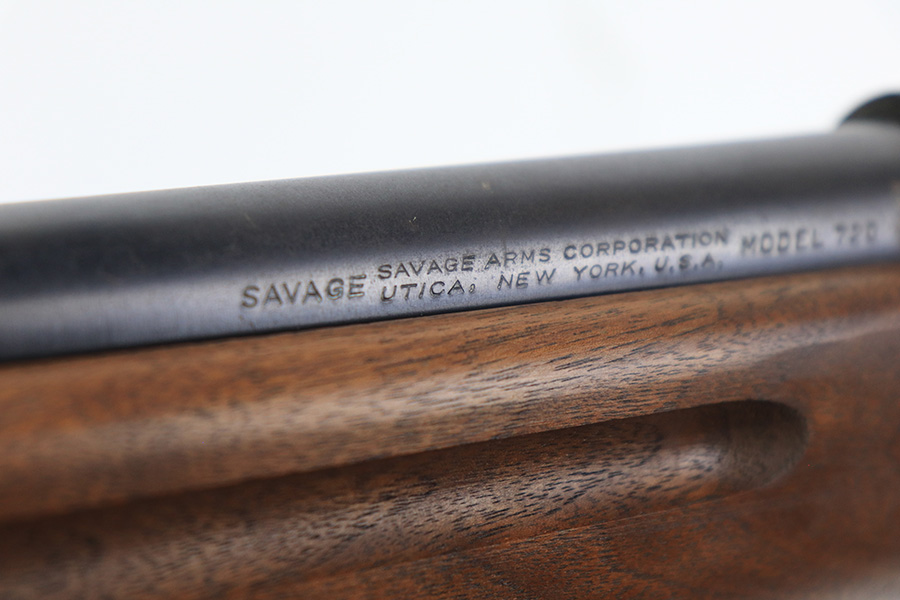 SAVAGE SAVAGE ARMS CORPORATION MODEL 720
UTICA, NEW YORK, U.S.A.